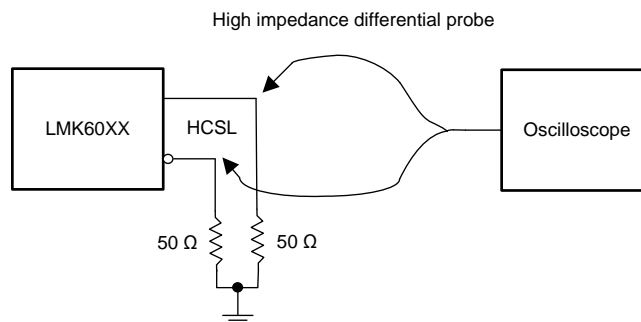 High impedance differential probe
LMK60XX
HCSL
Oscilloscope
50 Ω
50 Ω